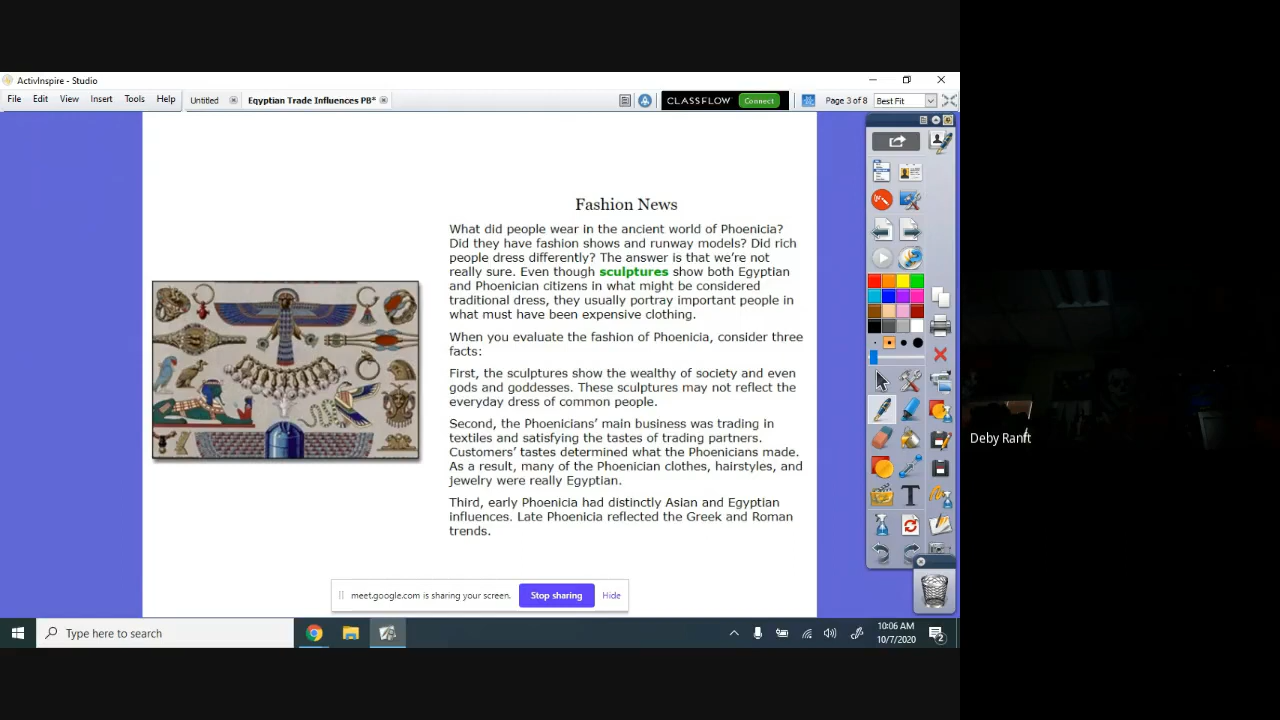 ActivInspire - Studio
File Edit View Insert Tools Help Untitled Egyptian Trade Influences PB* CLASSFLOW Connect Page 3 of 8 Best Fit
Fashion News
What did people wear in the ancient world of Phoenicia?
Did they have fashion shows and runway models? Did rich
people dress differently? The answer is that we're not
really sure. Even though sculptures show both Egyptian
and Phoenician citizens in what might be considered
traditional dress, they usually portray important people in
what must have been expensive clothing.
When you evaluate the fashion of Phoenicia, consider three
facts:
First, the sculptures show the wealthy of society and even
gods and goddesses. These sculptures may not reflect the
everyday dress of common people.
Second, the Phoenicians' main business was trading in
textiles and satisfying the tastes of trading partners.
Customers' tastes determined what the Phoenicians made.
As a result, many of the Phoenician clothes, hairstyles, and
jewelry were really Egyptian.
Third, early Phoenicia had distinctly Asian and Egyptian
influences. Late Phoenicia reflected the Greek and Roman
trends.
Deby Ranft
meet.google.com is sharing your screen. Stop sharing Hide
Type here to search
10:06 AM
10/7/2020
2